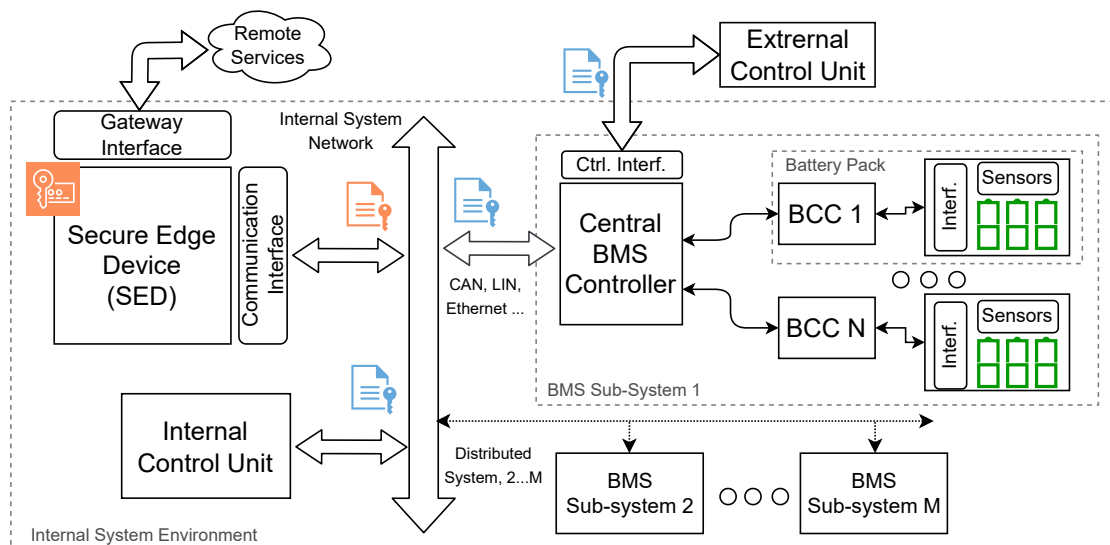 Remote
Services
Extrernal
Control Unit
Gateway
Interface
Internal System
Network
Secure Edge
Device
(SED)
Communication
Interface
CAN, LIN,
Ethernet ...
Ctrl. Interf.
Central
BMS
Controller
Battery Pack
BCC 1
Interf.
Sensors
BCC N
Interf.
Sensors
BMS Sub-System 1
Internal
Control Unit
Distributed
System, 2...M
BMS
Sub-system 2
BMS
Sub-system M
Internal System Environment